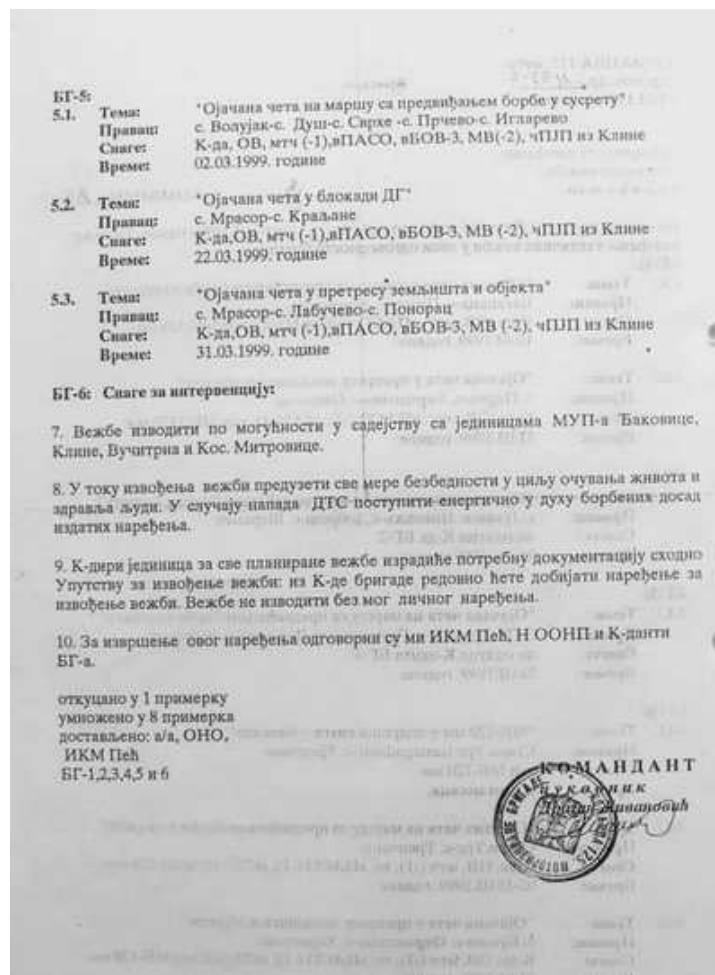 БГ-5:
5.1. Тема: "Ојачана чета на маршу са предвиђањем борбе у сусрету"
Правац: с. Волујак-с. Душ-с. Сврхе -с. Прчево-с. Игларево
Снаге: К-да, ОВ, мтч (-1),вПАСО, вБОВ-3, МВ(-2), чПЈП из Клине
Време: 02.03.1999. године
5.2. Тема: "Ојачана чета у блокади ДГ"
Правац: с. Мрасор-с. Краљане
Снаге: К-да,ОВ, мтч (-1),вПАСО, вБОВ-3, МВ (-2), чПЈП из Клине
Време: 22.03.1999. године
5.3. Тема: "Ојачана чета у претресу земљишта и објекта"
Правац: с. Мрасор-с. Лабучево-с. Понорац
Снаге: К-да,ОВ, мтч (-1),вПАСО, вБОВ-3, МВ (-2), чПЈП из Клине
Време: 31.03.1999. године
БГ-6: Снаге за интервенцију:
7. Вежбе изводити по могућности у садејству са јединицама МУП-а Ђаковице,
Клине, Вучитрна и Кос. Митровице.
8. У току извођења вежби предузети све мере безбедности у циљу очувања живота и
здравља људи. У случају напада ДТС поступити енергично у духу борбених досад
издатих наређења.
9. К-дири јединица за све планиране вежбе израдиће потребну документацију сходно
Упутству за извођење вежби: из К-де бригаде редовно ћете добијати наређење за
извођење вежби. Вежбе не изводити без мог личног наређења.
10. За извршење овог наређења одговорни су ми ИКМ Пећ, Н ООНП и К-данти
БГ-а.
откуцано у 1 примерку
умножено у 8 примерка
достављено: а/а, ОНО,
ИКМ Пећ
БГ-1,2,3,4,5 и 6
КОМАНДАНТ
пуковник
Драган Живановић
125. МОТОРИЗОВАНЕ БРИГАДЕ